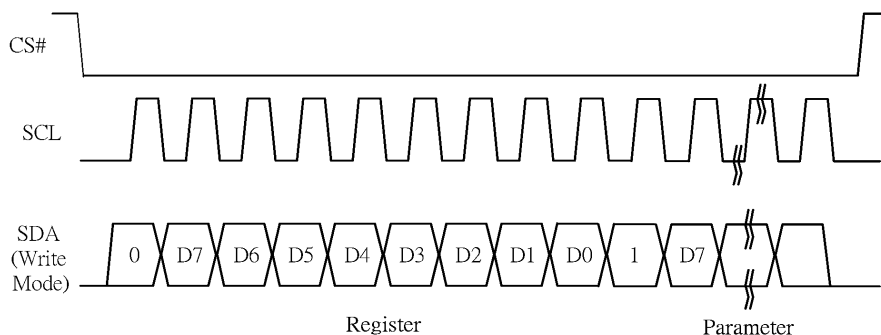 CS#
SCL
SDA
(Write
Mode)
0 D7 D6 D5 D4 D3 D2 D1 D0 1 D7
Register Parameter